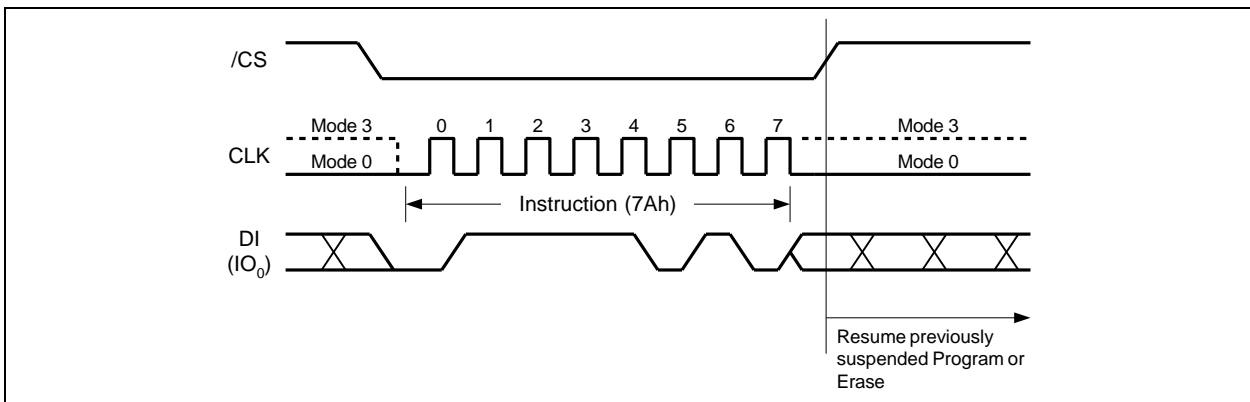 /CS
Mode 3
0 1 2 3 4 5 6 7
Mode 3
CLK
Mode 0
Mode 0
Instruction (7Ah)
DI
(IO0)
Resume previously
suspended Program or
Erase